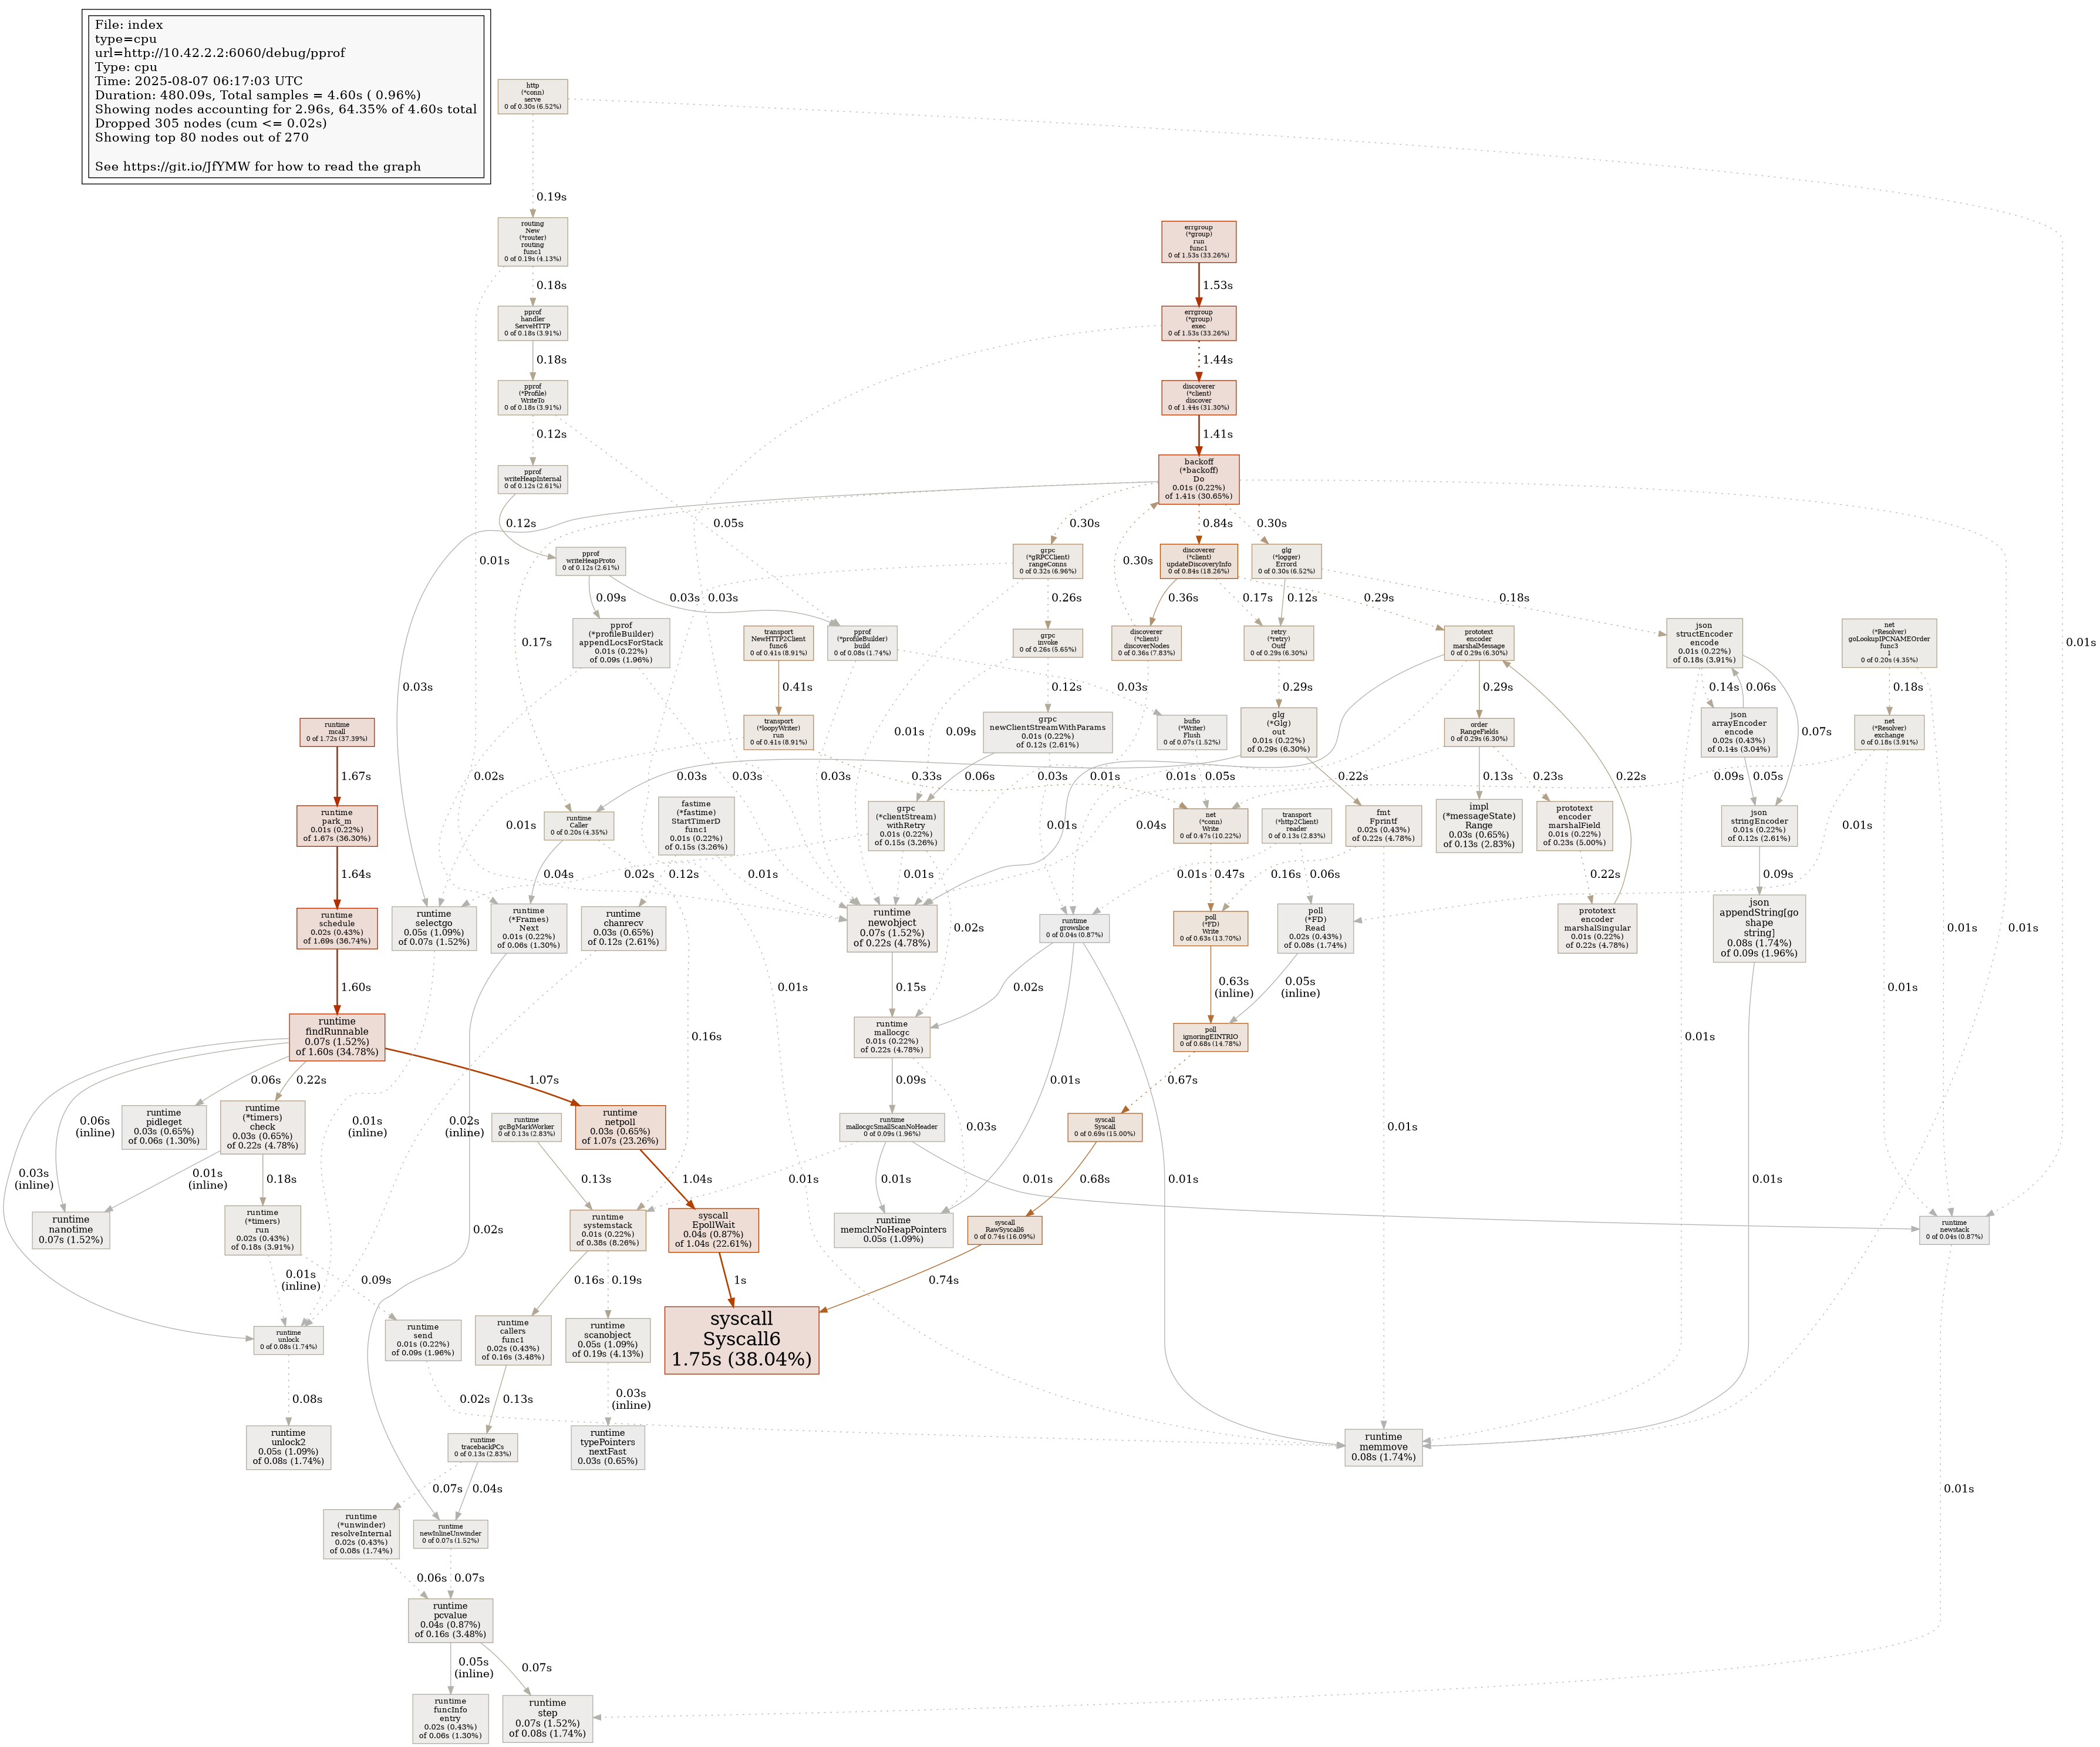 File: index
type=cpu
url=http://10.42.2.2:6060/debug/pprof
Type: cpu
Time: 2025-08-07 06:17:03 UTC
Duration: 480.09s, Total samples = 4.60s ( 0.96%)
Showing nodes accounting for 2.96s, 64.35% of 4.60s total
Dropped 305 nodes (cum <= 0.02s)
Showing top 80 nodes out of 270
See https://git.io/JfYMW for how to read the graph
http
(*conn)
serve
0 of 0.30s (6.52%)
0.19s
routing
New
(*router)
routing
func1
0 of 0.19s (4.13%)
errgroup
(*group)
run
func1
0 of 1.53s (33.26%)
0.18s
1.53s
pprof
handler
ServeHTTP
0 of 0.18s (3.91%)
errgroup
(*group)
exec
0 of 1.53s (33.26%)
0.18s
1.44s
pprof
(*Profile)
WriteTo
0 of 0.18s (3.91%)
discoverer
(*client)
discover
0 of 1.44s (31.30%)
0.12s
1.41s
pprof
writeHeapInternal
0 of 0.12s (2.61%)
backoff
(*backoff)
Do
0.01s (0.22%)
of 1.41s (30.65%)
0.12s
0.05s
0.30s
0.84s
0.30s
0.01s
0.30s
pprof
writeHeapProto
0 of 0.12s (2.61%)
grpc
(*gRPCClient)
rangeConns
0 of 0.32s (6.96%)
discoverer
(*client)
updateDiscoveryInfo
0 of 0.84s (18.26%)
glg
(*logger)
Errord
0 of 0.30s (6.52%)
0.09s
0.03s
0.03s
0.26s
0.36s
0.17s
0.12s
0.29s
0.18s
0.17s
0.01s
pprof
(*profileBuilder)
appendLocsForStack
0.01s (0.22%)
of 0.09s (1.96%)
transport
NewHTTP2Client
func6
0 of 0.41s (8.91%)
pprof
(*profileBuilder)
build
0 of 0.08s (1.74%)
grpc
invoke
0 of 0.26s (5.65%)
discoverer
(*client)
discoverNodes
0 of 0.36s (7.83%)
retry
(*retry)
Outf
0 of 0.29s (6.30%)
prototext
encoder
marshalMessage
0 of 0.29s (6.30%)
json
structEncoder
encode
0.01s (0.22%)
of 0.18s (3.91%)
net
(*Resolver)
goLookupIPCNAMEOrder
func3
1
0 of 0.20s (4.35%)
0.03s
0.41s
0.12s
0.03s
0.29s
0.29s
0.14s
0.06s
0.18s
runtime
mcall
0 of 1.72s (37.39%)
transport
(*loopyWriter)
run
0 of 0.41s (8.91%)
grpc
newClientStreamWithParams
0.01s (0.22%)
of 0.12s (2.61%)
bufio
(*Writer)
Flush
0 of 0.07s (1.52%)
glg
(*Glg)
out
0.01s (0.22%)
of 0.29s (6.30%)
order
RangeFields
0 of 0.29s (6.30%)
json
arrayEncoder
encode
0.02s (0.43%)
of 0.14s (3.04%)
net
(*Resolver)
exchange
0 of 0.18s (3.91%)
0.01s
0.09s
0.07s
0.22s
1.67s
0.02s
0.03s
0.03s
0.03s
0.33s
0.06s
0.03s
0.01s
0.01s
0.05s
0.22s
0.13s
0.23s
0.05s
0.09s
runtime
park_m
0.01s (0.22%)
of 1.67s (36.30%)
runtime
Caller
0 of 0.20s (4.35%)
fastime
(*fastime)
StartTimerD
func1
0.01s (0.22%)
of 0.15s (3.26%)
grpc
(*clientStream)
withRetry
0.01s (0.22%)
of 0.15s (3.26%)
net
(*conn)
Write
0 of 0.47s (10.22%)
transport
(*http2Client)
reader
0 of 0.13s (2.83%)
fmt
Fprintf
0.02s (0.43%)
of 0.22s (4.78%)
impl
(*messageState)
Range
0.03s (0.65%)
of 0.13s (2.83%)
prototext
encoder
marshalField
0.01s (0.22%)
of 0.23s (5.00%)
json
stringEncoder
0.01s (0.22%)
of 0.12s (2.61%)
0.01s
0.01s
0.04s
0.01s
1.64s
0.04s
0.02s
0.12s
0.01s
0.01s
0.01s
0.47s
0.06s
0.16s
0.22s
0.09s
runtime
schedule
0.02s (0.43%)
of 1.69s (36.74%)
runtime
selectgo
0.05s (1.09%)
of 0.07s (1.52%)
runtime
(*Frames)
Next
0.01s (0.22%)
of 0.06s (1.30%)
runtime
chanrecv
0.03s (0.65%)
of 0.12s (2.61%)
runtime
newobject
0.07s (1.52%)
of 0.22s (4.78%)
runtime
growslice
0 of 0.04s (0.87%)
poll
(*FD)
Write
0 of 0.63s (13.70%)
poll
(*FD)
Read
0.02s (0.43%)
of 0.08s (1.74%)
prototext
encoder
marshalSingular
0.01s (0.22%)
of 0.22s (4.78%)
json
appendString[go
shape
string]
0.08s (1.74%)
of 0.09s (1.96%)
0.02s
0.01s
0.01s
1.60s
0.01s
0.15s
0.02s
0.63s
(inline)
0.05s
(inline)
0.01s
runtime
findRunnable
0.07s (1.52%)
of 1.60s (34.78%)
runtime
mallocgc
0.01s (0.22%)
of 0.22s (4.78%)
poll
ignoringEINTRIO
0 of 0.68s (14.78%)
0.16s
0.01s
0.06s
0.22s
1.07s
0.09s
0.01s
0.67s
runtime
pidleget
0.03s (0.65%)
of 0.06s (1.30%)
runtime
(*timers)
check
0.03s (0.65%)
of 0.22s (4.78%)
runtime
gcBgMarkWorker
0 of 0.13s (2.83%)
runtime
netpoll
0.03s (0.65%)
of 1.07s (23.26%)
runtime
mallocgcSmallScanNoHeader
0 of 0.09s (1.96%)
syscall
Syscall
0 of 0.69s (15.00%)
0.06s
(inline)
0.01s
(inline)
0.02s
(inline)
0.03s
0.01s
0.03s
(inline)
0.01s
(inline)
0.18s
0.13s
1.04s
0.01s
0.01s
0.01s
0.68s
0.01s
0.01s
runtime
nanotime
0.07s (1.52%)
runtime
(*timers)
run
0.02s (0.43%)
of 0.18s (3.91%)
runtime
systemstack
0.01s (0.22%)
of 0.38s (8.26%)
syscall
EpollWait
0.04s (0.87%)
of 1.04s (22.61%)
runtime
memclrNoHeapPointers
0.05s (1.09%)
syscall
RawSyscall6
0 of 0.74s (16.09%)
runtime
newstack
0 of 0.04s (0.87%)
0.02s
0.01s
(inline)
0.09s
0.16s
0.19s
1s
0.74s
runtime
unlock
0 of 0.08s (1.74%)
runtime
send
0.01s (0.22%)
of 0.09s (1.96%)
runtime
callers
func1
0.02s (0.43%)
of 0.16s (3.48%)
runtime
scanobject
0.05s (1.09%)
of 0.19s (4.13%)
syscall
Syscall6
1.75s (38.04%)
0.08s
0.02s
0.13s
0.03s
(inline)
runtime
unlock2
0.05s (1.09%)
of 0.08s (1.74%)
runtime
tracebackPCs
0 of 0.13s (2.83%)
runtime
typePointers
nextFast
0.03s (0.65%)
runtime
memmove
0.08s (1.74%)
0.07s
0.04s
0.01s
runtime
(*unwinder)
resolveInternal
0.02s (0.43%)
of 0.08s (1.74%)
runtime
newInlineUnwinder
0 of 0.07s (1.52%)
0.06s
0.07s
runtime
pcvalue
0.04s (0.87%)
of 0.16s (3.48%)
0.05s
(inline)
0.07s
runtime
funcInfo
entry
0.02s (0.43%)
of 0.06s (1.30%)
runtime
step
0.07s (1.52%)
of 0.08s (1.74%)